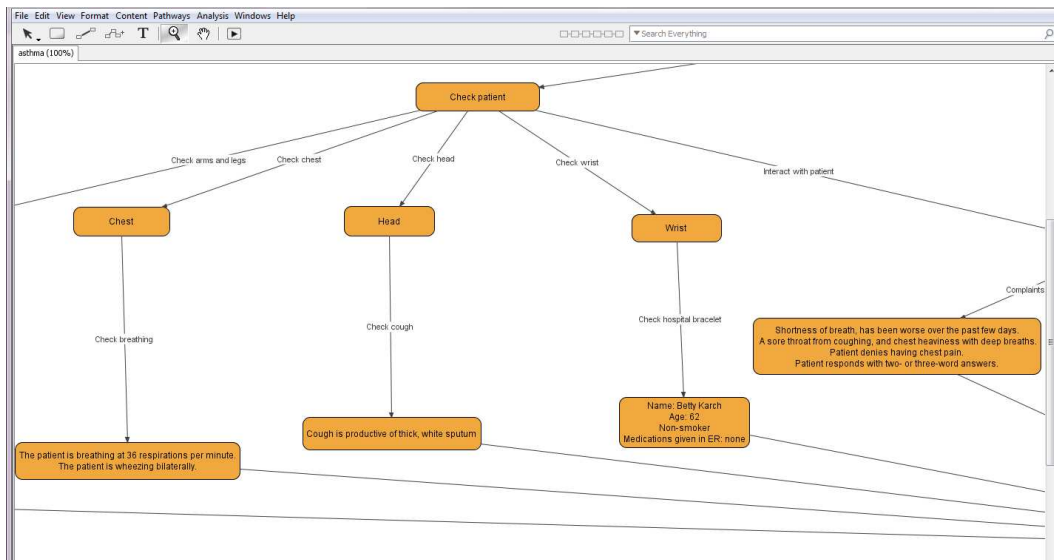 File Edit View Format Content Pathways Analysis Windows Help
T
Search Everything
asthma (100%)
Check patient
Check arms and legs
Check chest
Check head
Check wrist
Interact with patient
Chest
Head
Wrist
Complaints
Check breathing
Check cough
Check hospital bracelet
Shortness of breath, has been worse over the past few days.
A sore throat from coughing, and chest heaviness with deep breaths.
Patient denies having chest pain.
Patient responds with two- or three-word answers.
Name: Betty Karch
Age: 62
Non-smoker
Medications given in ER: none
Cough is productive of thick, white sputum
The patient is breathing at 36 respirations per minute.
The patient is wheezing bilaterally.